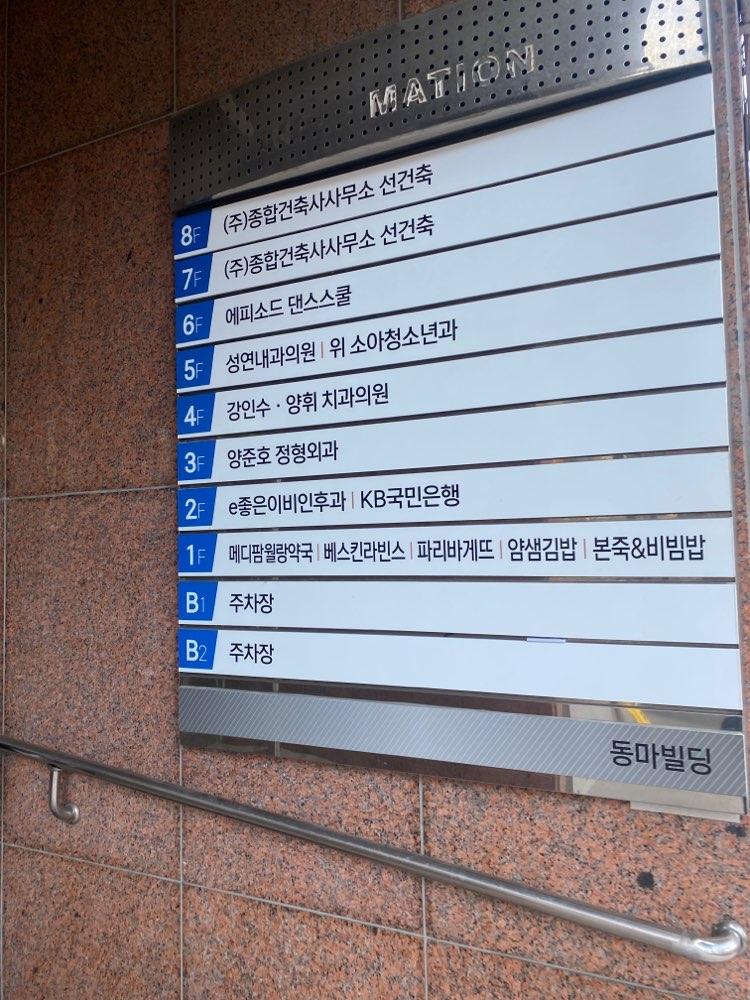 MATION
8F (주)종합건축사사무소 선건축
7F (주)종합건축사사무소 선건축
6F 에피소드 댄스스쿨
5F 성연내과의원 | 위 소아청소년과
4F 강인수 · 양휘 치과의원
3F 양준호 정형외과
2F e좋은이비인후과 | KB국민은행
1F 메디팜월랑약국 | 베스킨라빈스 | 파리바게뜨 | 얌샘김밥 | 본죽&비빔밥
B1 주차장
B2 주차장
동마빌딩